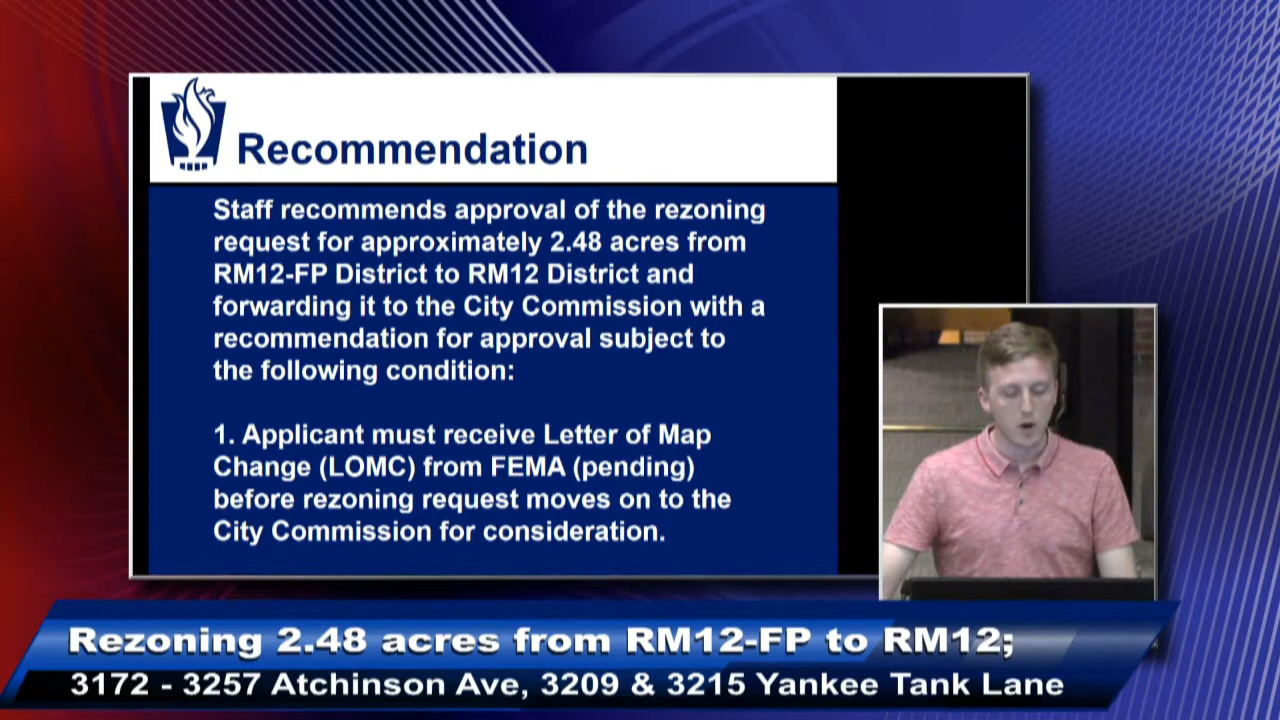 Recommendation
Staff recommends approval of the rezoning
request for approximately 2.48 acres from
RM12-FP District to RM12 District and
forwarding it to the City Commission with a
recommendation for approval subject to
the following condition:
1. Applicant must receive Letter of Map
Change (LOMC) from FEMA (pending)
before rezoning request moves on to the
City Commission for consideration.
Rezoning 2.48 acres from RM12-FP to RM12;
3172 - 3257 Atchinson Ave, 3209 & 3215 Yankee Tank Lane